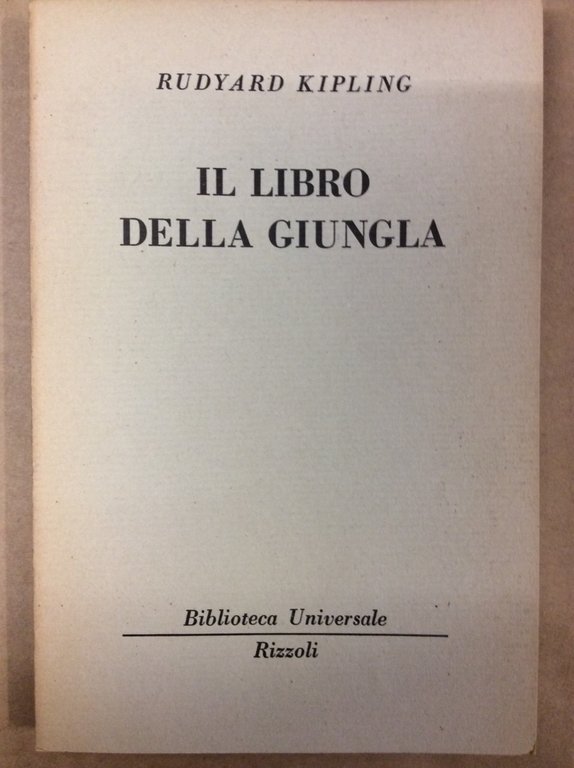 RUDYARD KIPLING
IL LIBRO
DELLA GIUNGLA
Biblioteca Universale
Rizzoli